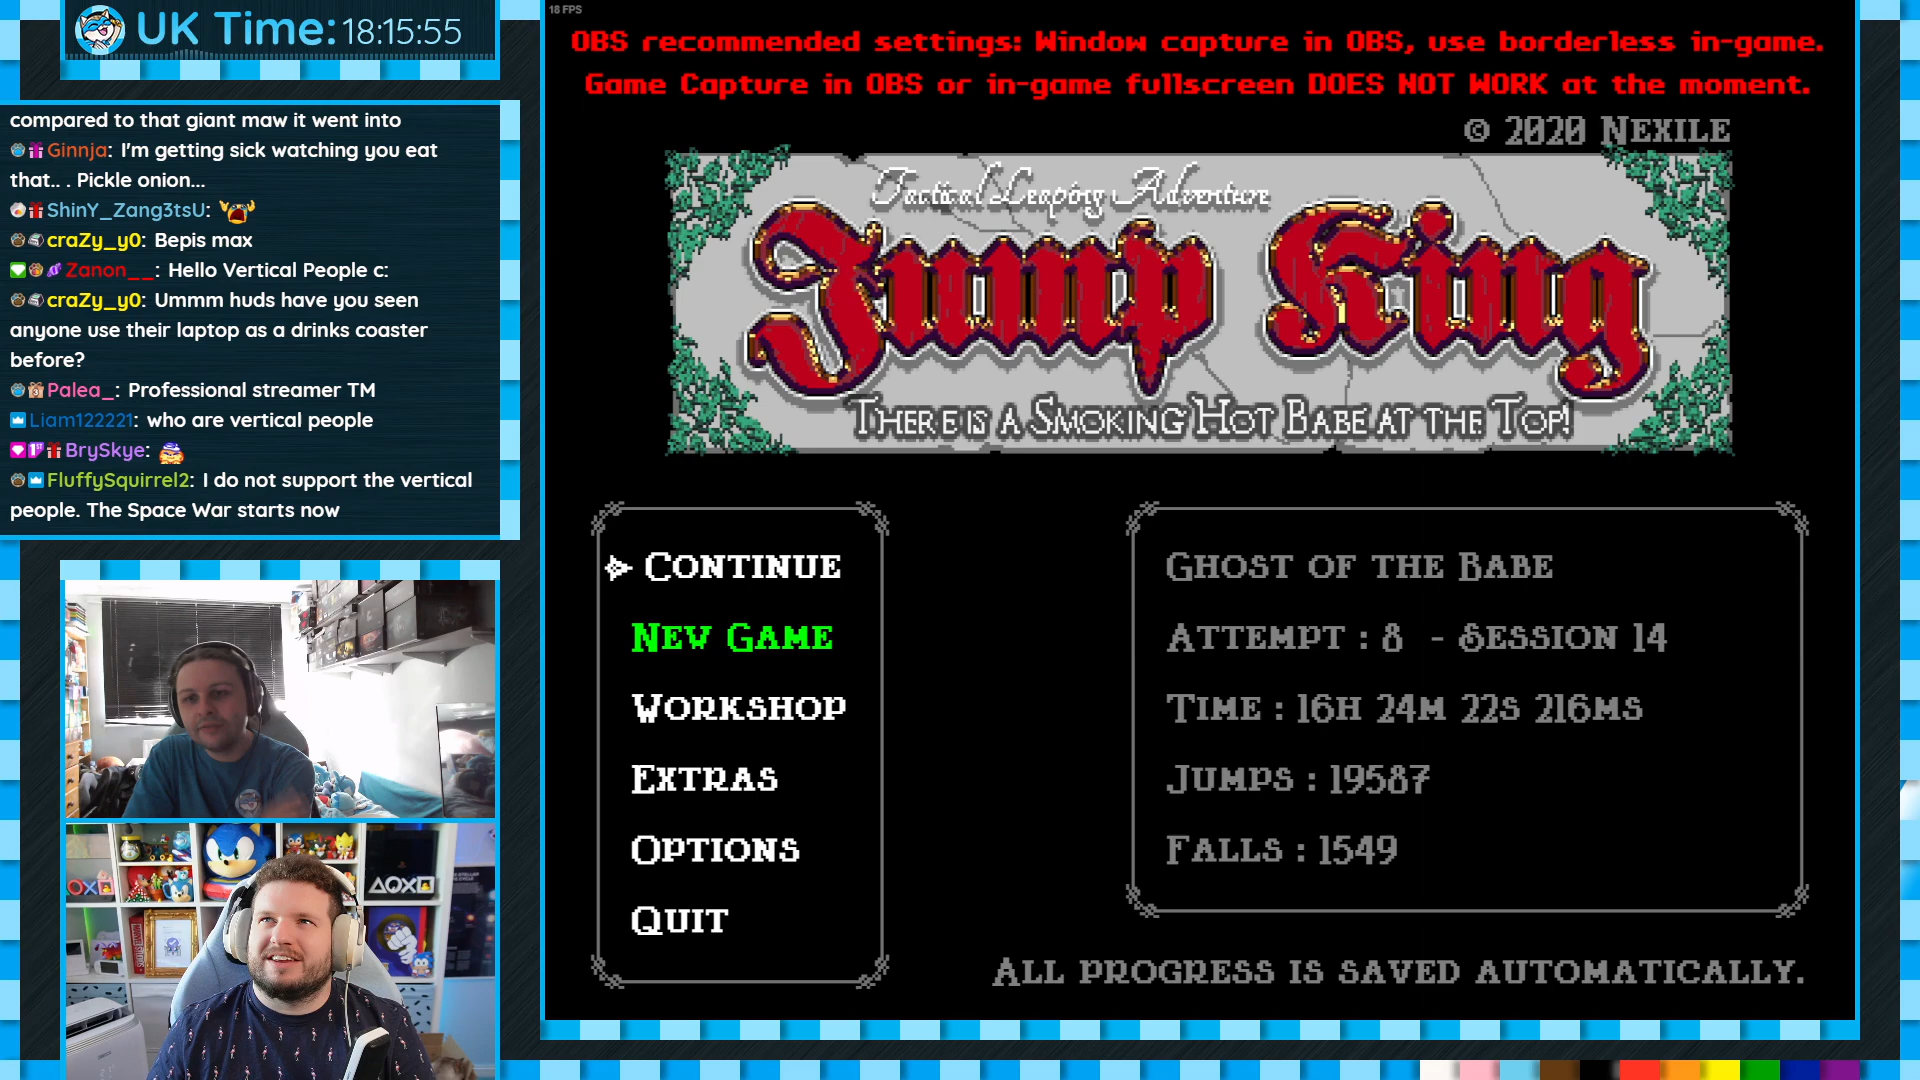 UK Time: 18:15:55
compared to that giant maw it went into
Ginnja: I'm getting sick watching you eat
that.. . Pickle onion...
ShinY_Zang3tsU:
craZy_y0: Bepis max
Zanon__: Hello Vertical People c:
craZy_y0: Ummm huds have you seen
anyone use their laptop as a drinks coaster
before?
Palea_: Professional streamer TM
Liam122221: who are vertical people
BrySkye:
FluffySquirrel2: I do not support the vertical
people. The Space War starts now
18 FPS
OBS recommended settings: Window capture in OBS, use borderless in-game.
Game Capture in OBS or in-game fullscreen DOES NOT WORK at the moment.
© 2020 Nexile
Tactical Leaping Adventure
Jump King
There is a Smoking Hot Babe at the Top!
Continue
New Game
Workshop
Extras
Options
Quit
Ghost of the Babe
Attempt : 8 - Session 14
Time : 16h 24m 22s 216ms
Jumps : 19587
Falls : 1549
All progress is saved automatically.